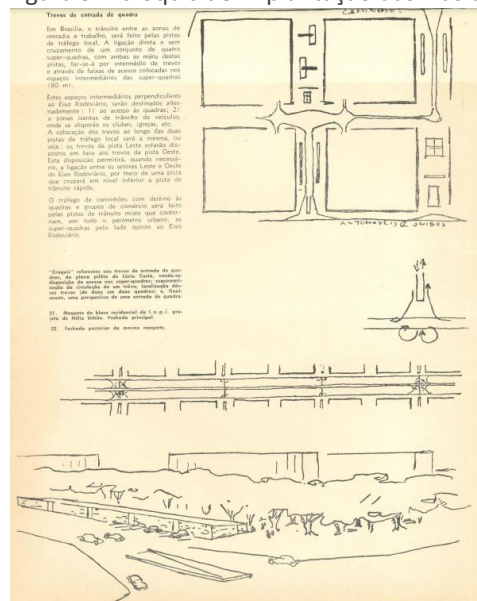 Trevos de entrada de quadra
Em Brasília, o trânsito entre as zonas de
moradia e trabalho, será feito pelas pistas
de tráfego local. A ligação direta e sem
cruzamento de um conjunto de quatro
super-quadras, com ambas as mãos destas
pistas, far-se-á por intermédio de trevos
e através de faixas de acesso colocadas nos
espaços intermediários das super-quadras
(80 m).
Êstes espaços intermediários perpendiculares
ao Eixo Rodoviário, serão destinados alter-
nadamente: 1) ao acesso às quadras; 2)
a zonas isentas de trânsito de veículos,
onde se disporão os clubes, igrejas, etc.
A colocação dos trevos ao longo das duas
pistas de tráfego local será a mesma, ou
seja: os trevos da pista Leste estarão dis-
postos em face aos trevos da pista Oeste.
Esta disposição permitirá, quando necessá-
rio, a ligação entre os setores Leste e Oeste
do Eixo Rodoviário, por meio de uma pista
que cruzará em nível inferior a pista de
trânsito rápido.
O tráfego de caminhões com destino às
quadras e grupos de comércio será feito
pelas pistas de trânsito misto que contor-
nam, em todo o perímetro urbano, as
super-quadras pelo lado oposto ao Eixo
Rodoviário.
AUTOMOVEIS E ONIBUS
"Croquis" referentes aos trevos de entrada de qua-
dras, do plano pilôto de Lúcio Costa, vendo-se
disposição de acesso nas super-quadras; esquemati-
zação da circulação de um trêvo; localização dês-
ses trevos (de duas em duas quadras) e, final-
mente, uma perspectiva de uma entrada de quadra.
21. Maquete do bloco residencial do I.a.p.i. pro-
jeto de Hélio Uchôa. Fachada principal.
22. Fachada posterior da mesma maquete.